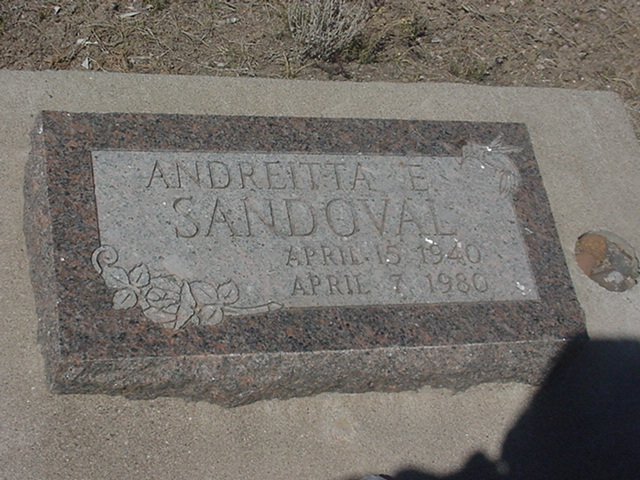 ANDREITTA E.
SANDOVAL
APRIL 15 1940
APRIL 7 1980